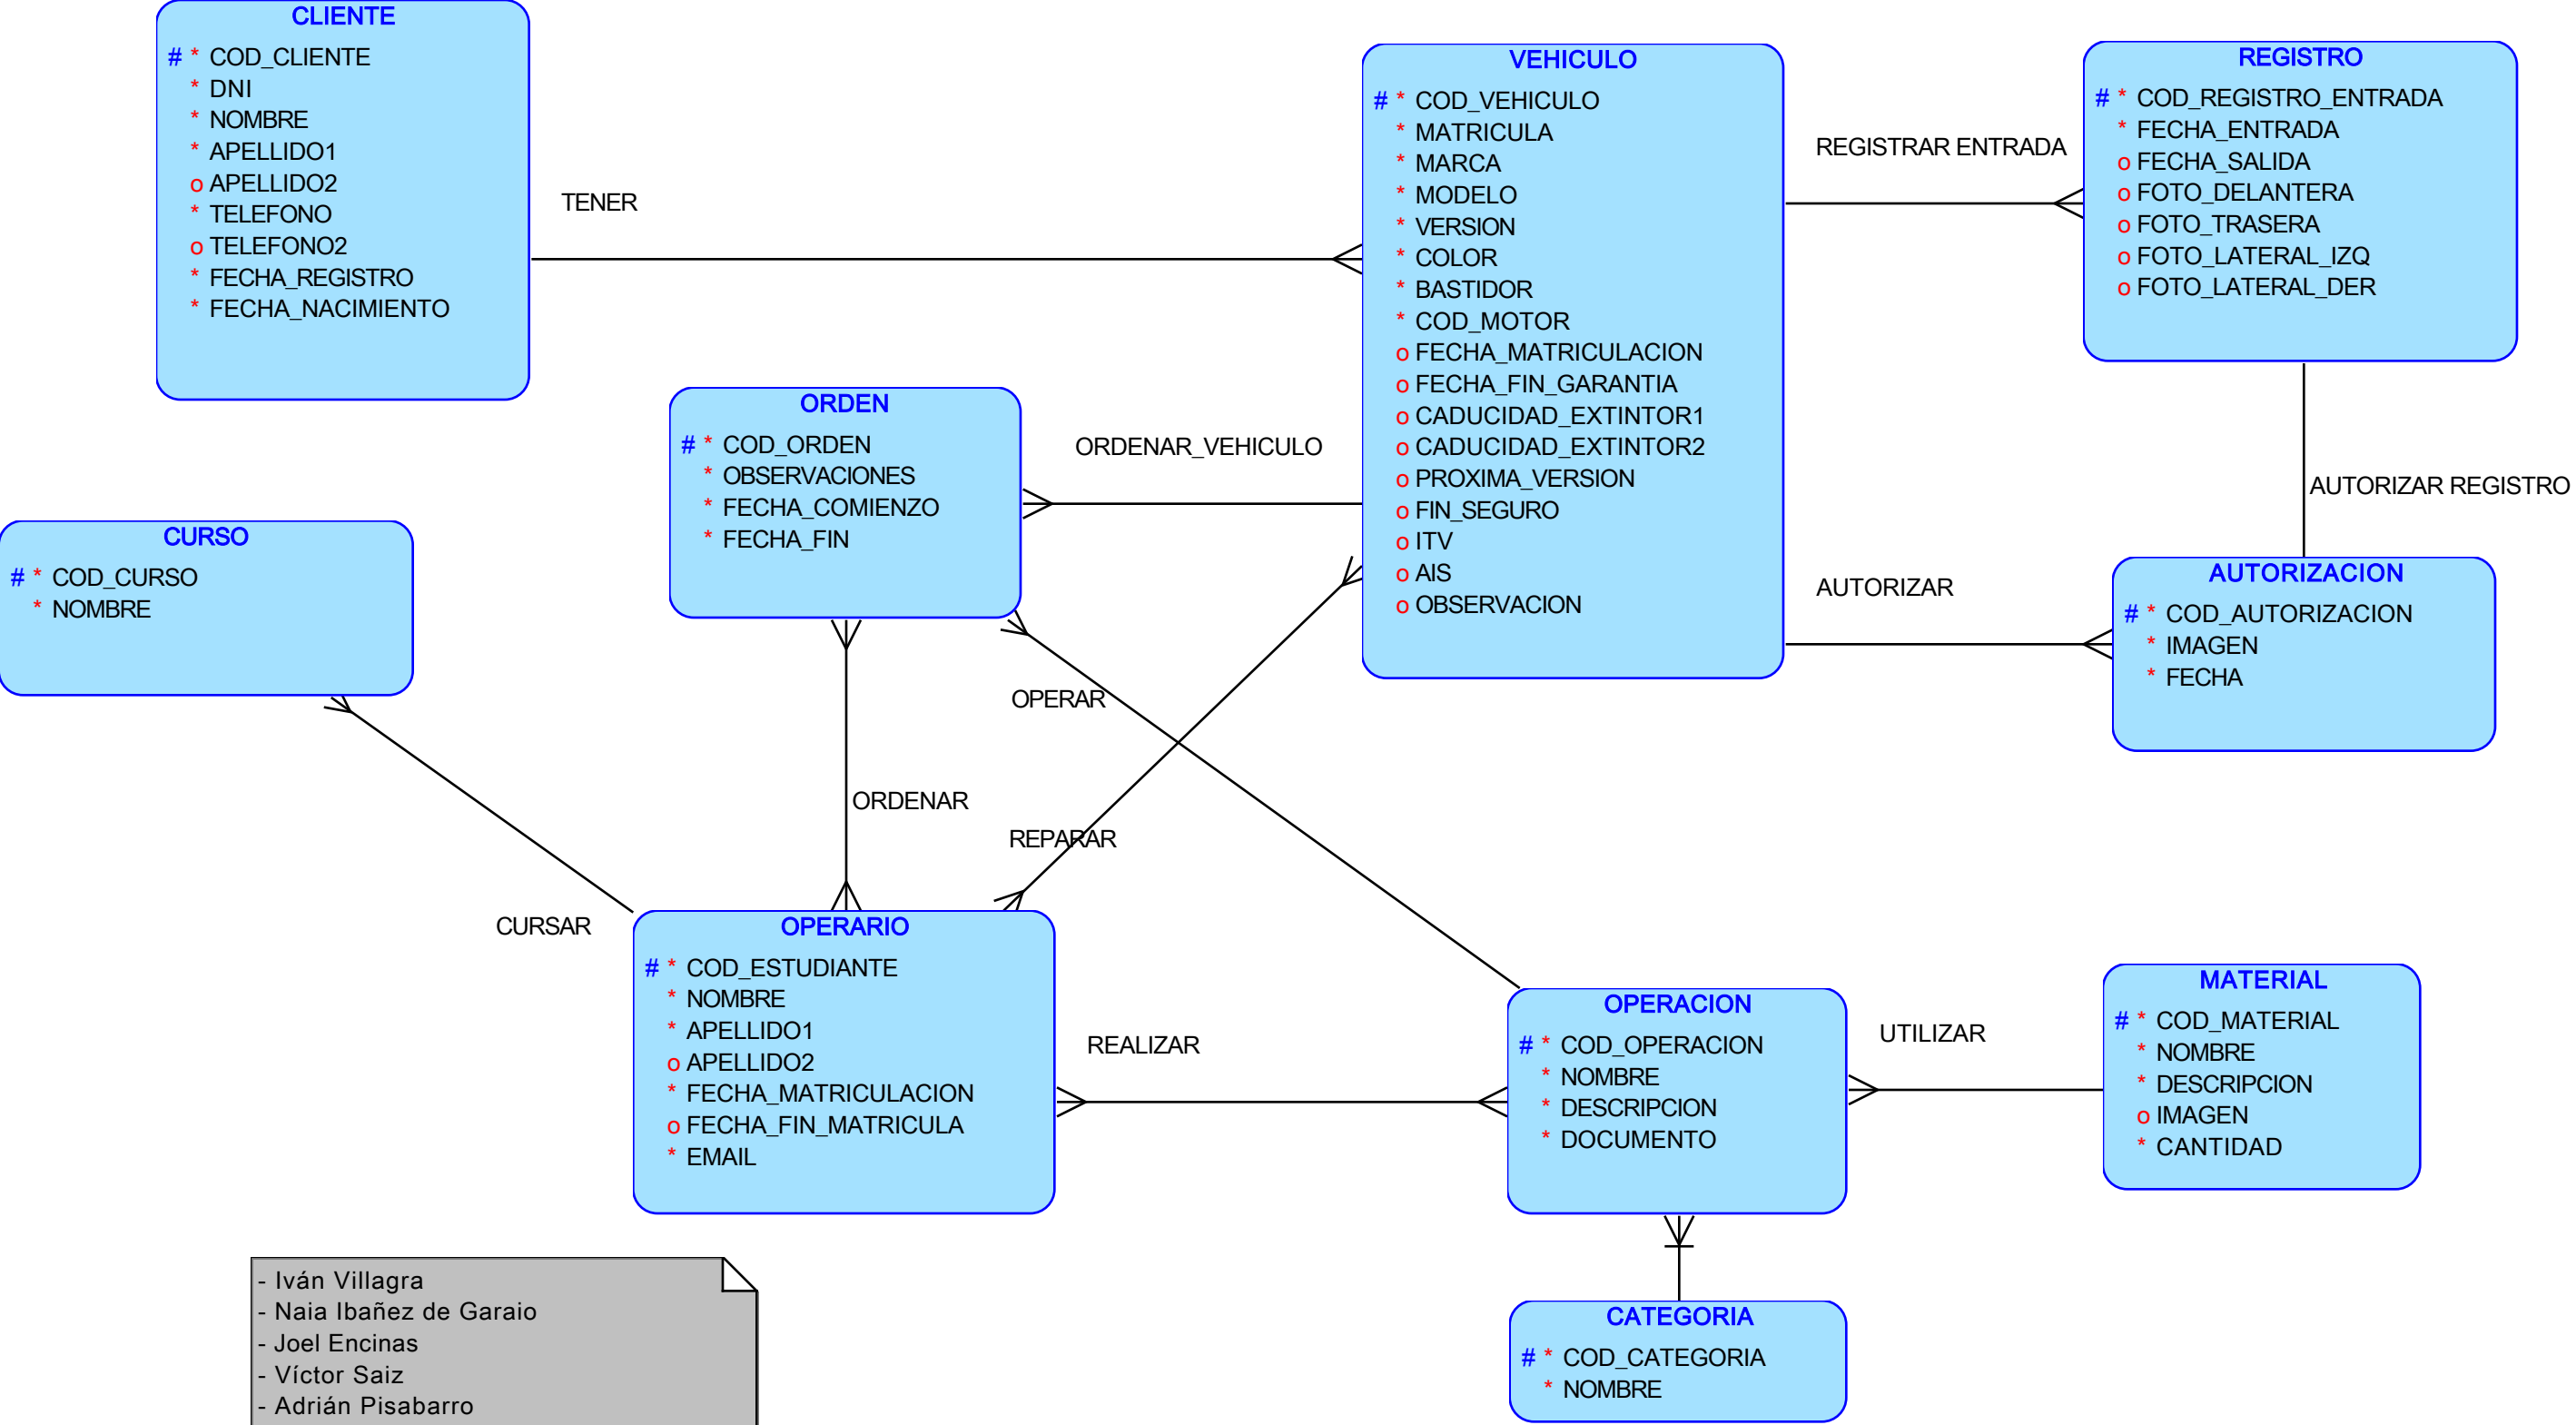 CLIENTE
# * COD_CLIENTE
* DNI
* NOMBRE
* APELLIDO1
o APELLIDO2
* TELEFONO
o TELEFONO2
* FECHA_REGISTRO
* FECHA_NACIMIENTO
TENER
VEHICULO
# * COD_VEHICULO
* MATRICULA
* MARCA
* MODELO
* VERSION
* COLOR
* BASTIDOR
* COD_MOTOR
o FECHA_MATRICULACION
o FECHA_FIN_GARANTIA
o CADUCIDAD_EXTINTOR1
o CADUCIDAD_EXTINTOR2
o PROXIMA_VERSION
o FIN_SEGURO
o ITV
o AIS
o OBSERVACION
REGISTRAR ENTRADA
REGISTRO
# * COD_REGISTRO_ENTRADA
* FECHA_ENTRADA
o FECHA_SALIDA
o FOTO_DELANTERA
o FOTO_TRASERA
o FOTO_LATERAL_IZQ
o FOTO_LATERAL_DER
ORDEN
# * COD_ORDEN
* OBSERVACIONES
* FECHA_COMIENZO
* FECHA_FIN
ORDENAR_VEHICULO
AUTORIZAR REGISTRO
CURSO
# * COD_CURSO
* NOMBRE
AUTORIZAR
AUTORIZACION
# * COD_AUTORIZACION
* IMAGEN
* FECHA
OPERAR
ORDENAR
REPARAR
CURSAR
OPERARIO
# * COD_ESTUDIANTE
* NOMBRE
* APELLIDO1
o APELLIDO2
* FECHA_MATRICULACION
o FECHA_FIN_MATRICULA
* EMAIL
REALIZAR
OPERACION
# * COD_OPERACION
* NOMBRE
* DESCRIPCION
* DOCUMENTO
UTILIZAR
MATERIAL
# * COD_MATERIAL
* NOMBRE
* DESCRIPCION
o IMAGEN
* CANTIDAD
- Iván Villagra
- Naia Ibañez de Garaio
- Joel Encinas
- Víctor Saiz
- Adrián Pisabarro
CATEGORIA
# * COD_CATEGORIA
* NOMBRE